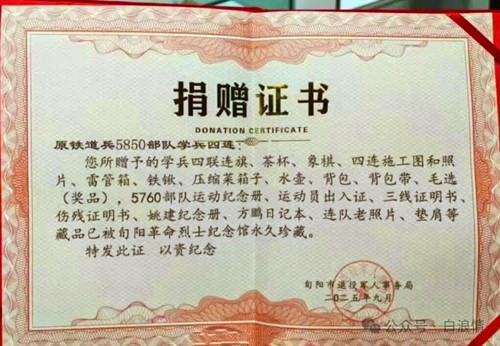 捐赠证书
DONATION CERTIFICATE
原铁道兵5850部队学兵四连:
您所赠予的学兵四联连旗、茶杯、象棋、四连施工图和照
片、雷管箱、铁锹、压缩菜箱子、水壶、背包、背包带、毛选
(奖品),5760部队运动纪念册、运动员出入证、三线证明书、
伤残证明书、姚建纪念册、方鹏日记本、连队老照片、垫肩等
藏品已被旬阳革命烈士纪念馆永久珍藏。
特发此证 以资纪念
旬阳市退役军人事务局
二〇二五年九月
公众号·白浪情